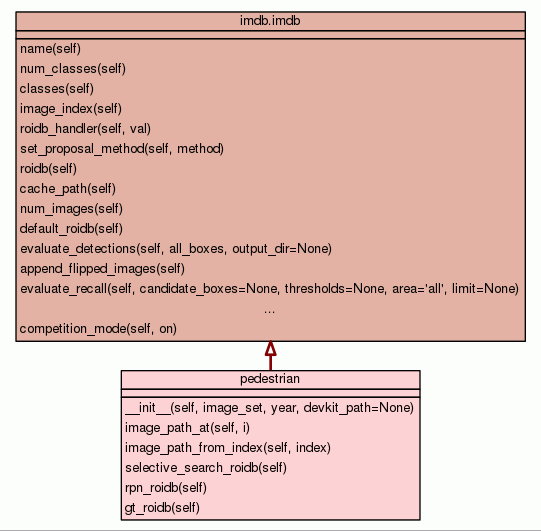 imdb.imdb
name(self)
num_classes(self)
classes(self)
image_index(self)
roidb_handler(self, val)
set_proposal_method(self, method)
roidb(self)
cache_path(self)
num_images(self)
default_roidb(self)
evaluate_detections(self, all_boxes, output_dir=None)
append_flipped_images(self)
evaluate_recall(self, candidate_boxes=None, thresholds=None, area='all', limit=None)
...
competition_mode(self, on)
pedestrian
__init__(self, image_set, year, devkit_path=None)
image_path_at(self, i)
image_path_from_index(self, index)
selective_search_roidb(self)
rpn_roidb(self)
gt_roidb(self)